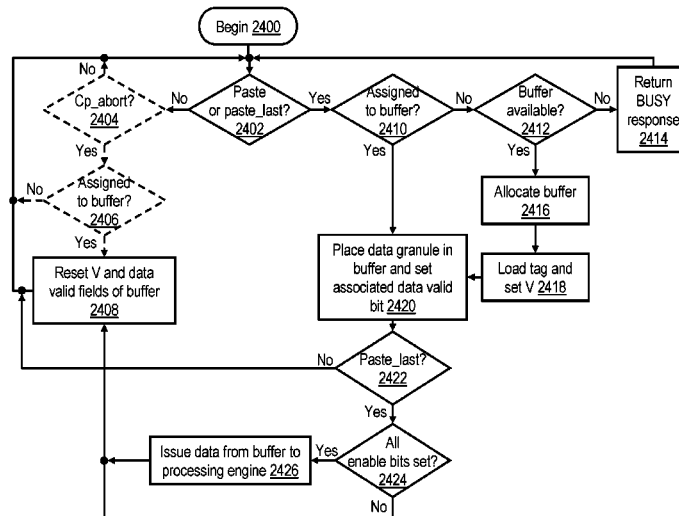 Begin 2400
No
Cp_abort?
2404
No
Paste
or paste_last?
2402
Yes
Assigned
to buffer?
2410
No
Buffer
available?
2412
No
Return
BUSY
response
2414
Yes
Assigned
to buffer?
2406
No
Yes
Yes
Yes
Allocate buffer
2416
Reset V and data
valid fields of buffer
2408
Place data granule in
buffer and set
associated data valid
bit 2420
Load tag and
set V 2418
No
Paste_last?
2422
Yes
Issue data from buffer to
processing engine 2426
Yes
All
enable bits set?
2424
No